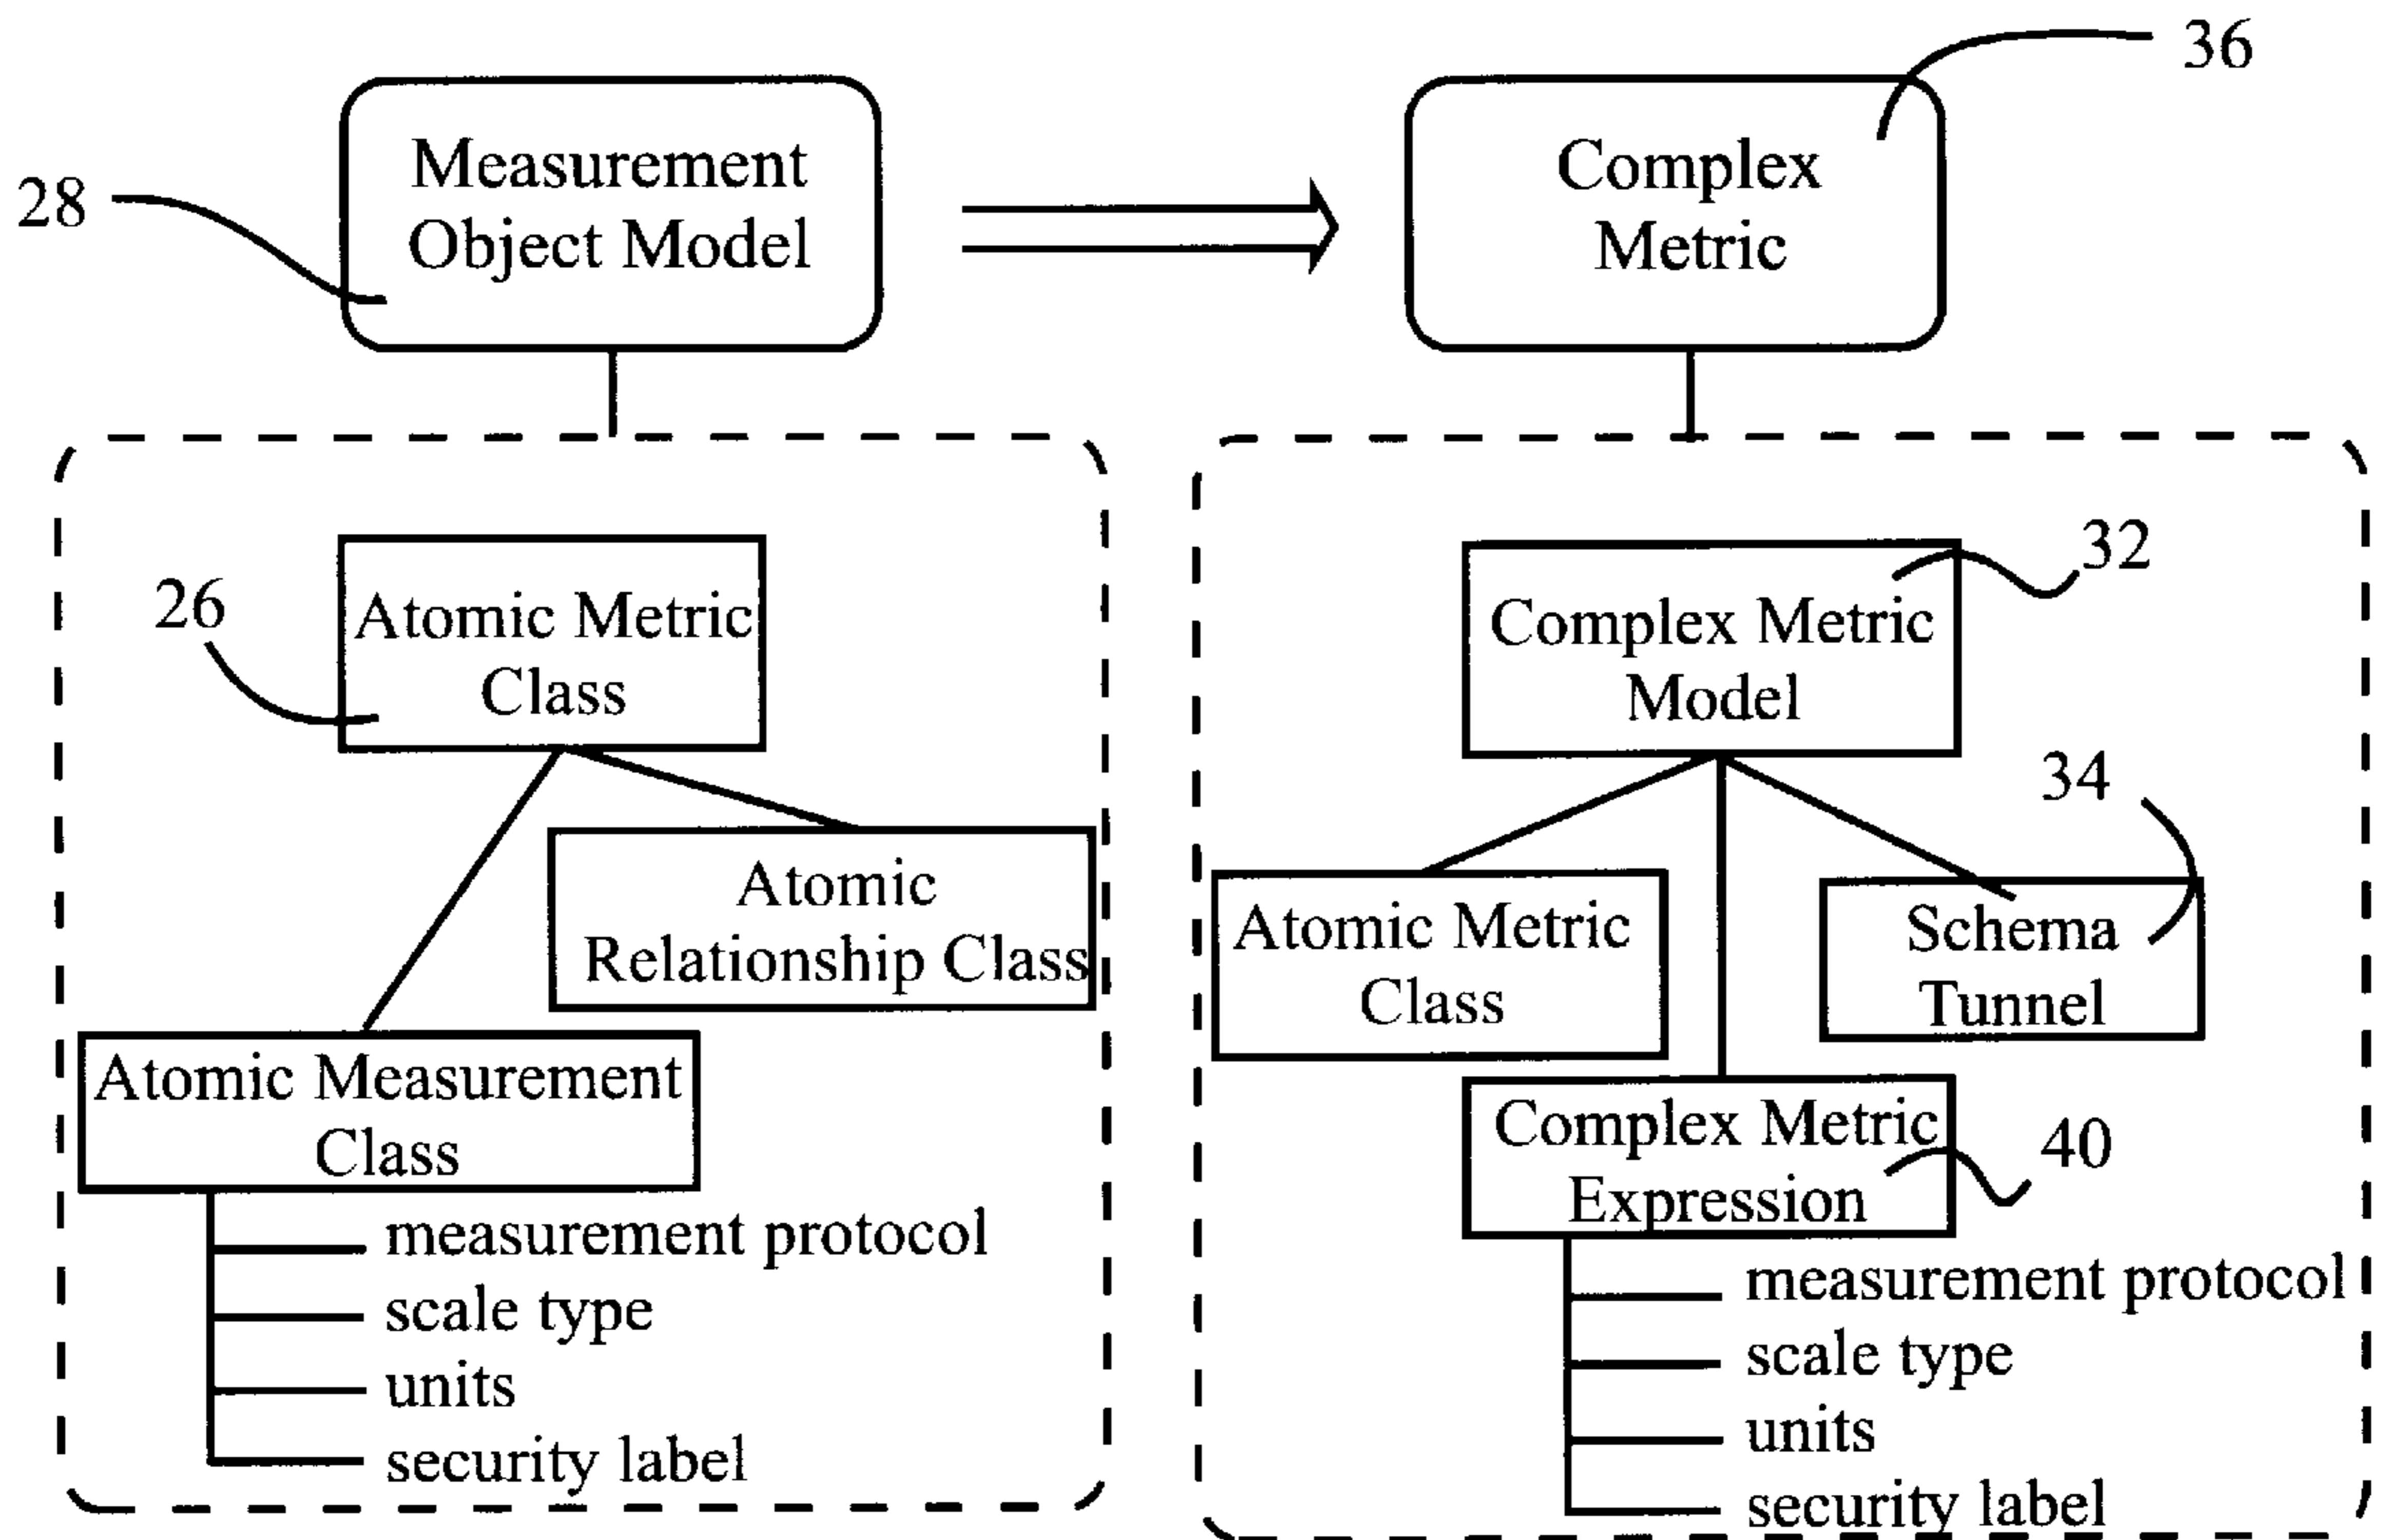 36
Measurement
Object Model
Complex
Metric
28
Atomic Metric
Class
26
Atomic
Relationship Class
Atomic Measurement
Class
measurement protocol
scale type
units
security label
Complex Metric
Model
32
34
Atomic Metric
Class
Schema
Tunnel
Complex Metric
Expression
40
measurement protocol
scale type
units
security label